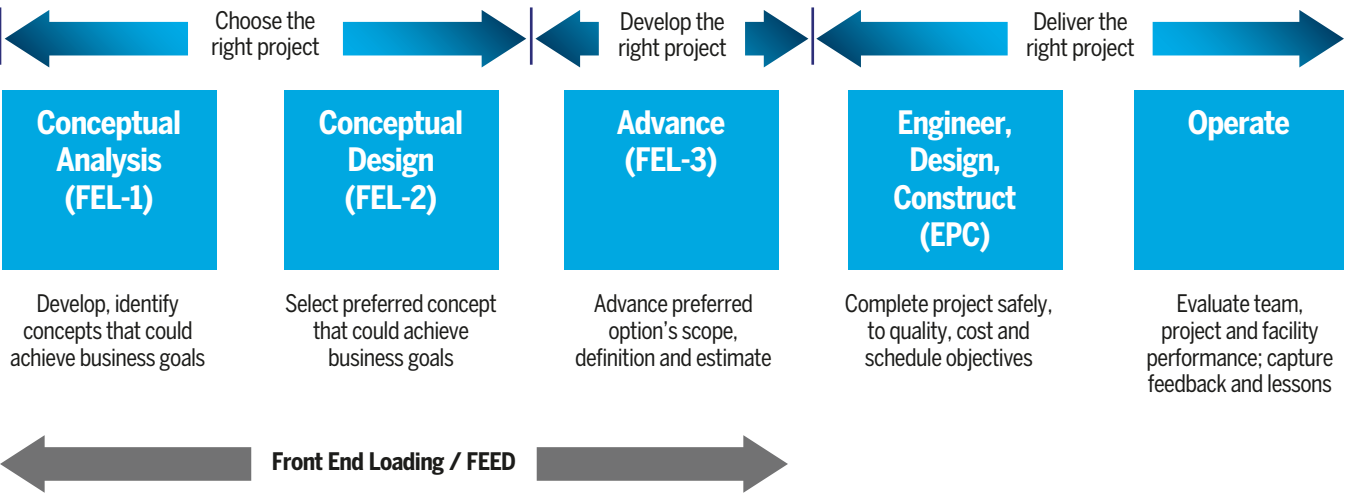 Choose the
right project
Develop the
right project
Deliver the
right project
Conceptual
Analysis
(FEL-1)
Conceptual
Design
(FEL-2)
Advance
(FEL-3)
Engineer,
Design,
Construct
(EPC)
Operate
Develop, identify
concepts that could
achieve business goals
Select preferred concept
that could achieve
business goals
Advance preferred
option’s scope,
definition and estimate
Complete project safely,
to quality, cost and
schedule objectives
Evaluate team,
project and facility
performance; capture
feedback and lessons
Front End Loading / FEED